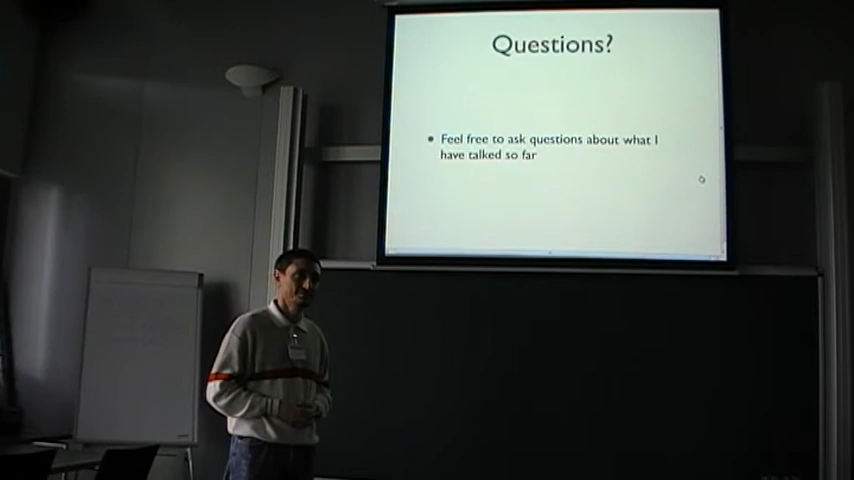 Questions?
• Feel free to ask questions about what I
have talked so far